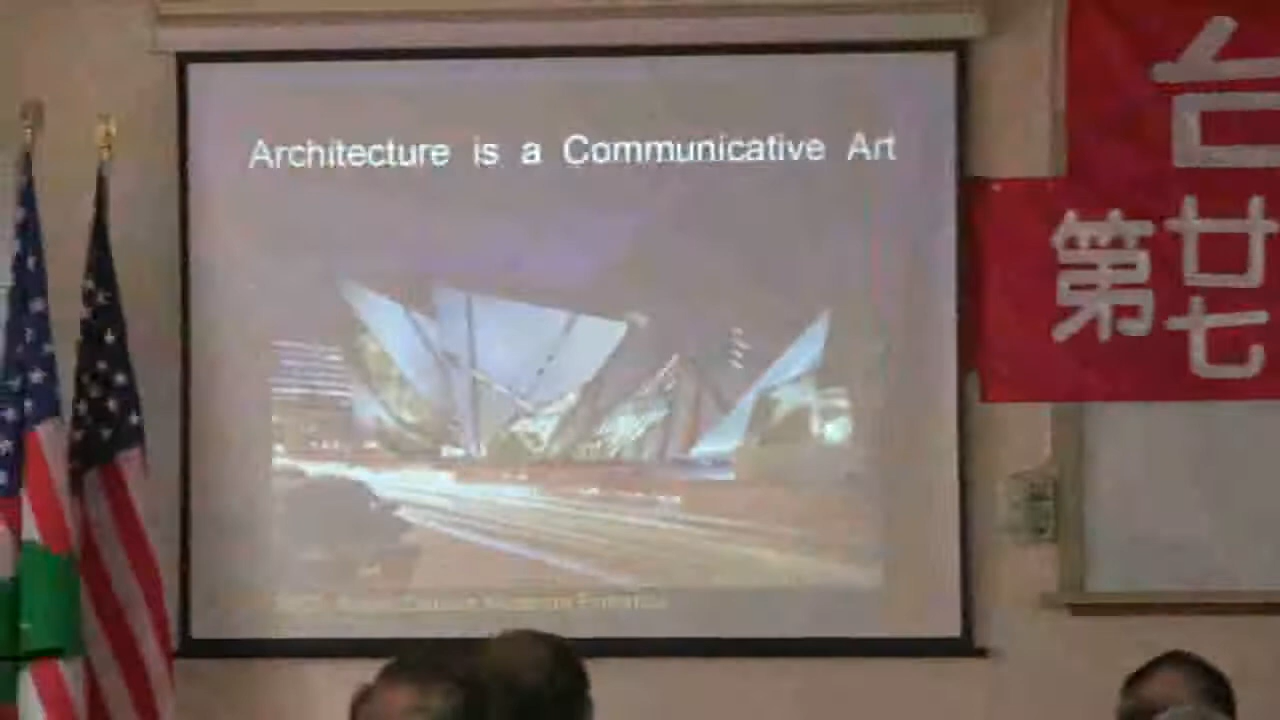 Architecture is a Communicative Art
台
第廿七